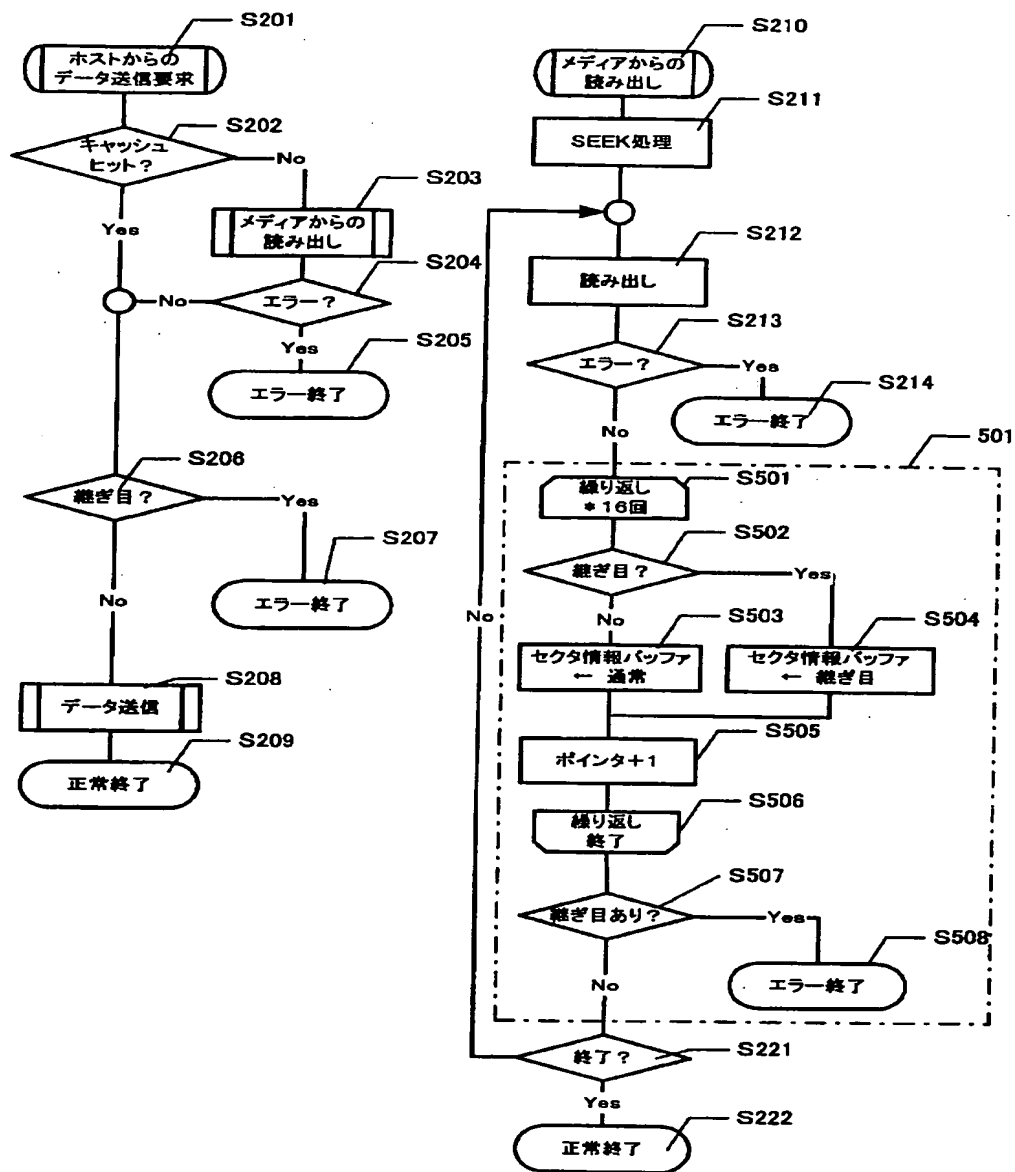 S201
ホストからの
データ送信要求
S202
キャッシュ
ヒット?
No
Yes
S203
メディアからの
読み出し
S204
エラー?
No
Yes
S205
エラー終了
S206
継ぎ目?
Yes
No
S207
エラー終了
S208
データ送信
S209
正常終了
S210
メディアからの
読み出し
S211
SEEK処理
S212
読み出し
S213
エラー?
Yes
S214
エラー終了
No
501
S501
繰り返し
*16回
S502
継ぎ目?
Yes
No
S503
セクタ情報バッファ
← 通常
S504
セクタ情報バッファ
← 継ぎ目
S505
ポインタ+1
S506
繰り返し
終了
S507
継ぎ目あり?
Yes
S508
エラー終了
No
S221
終了?
No
Yes
S222
正常終了